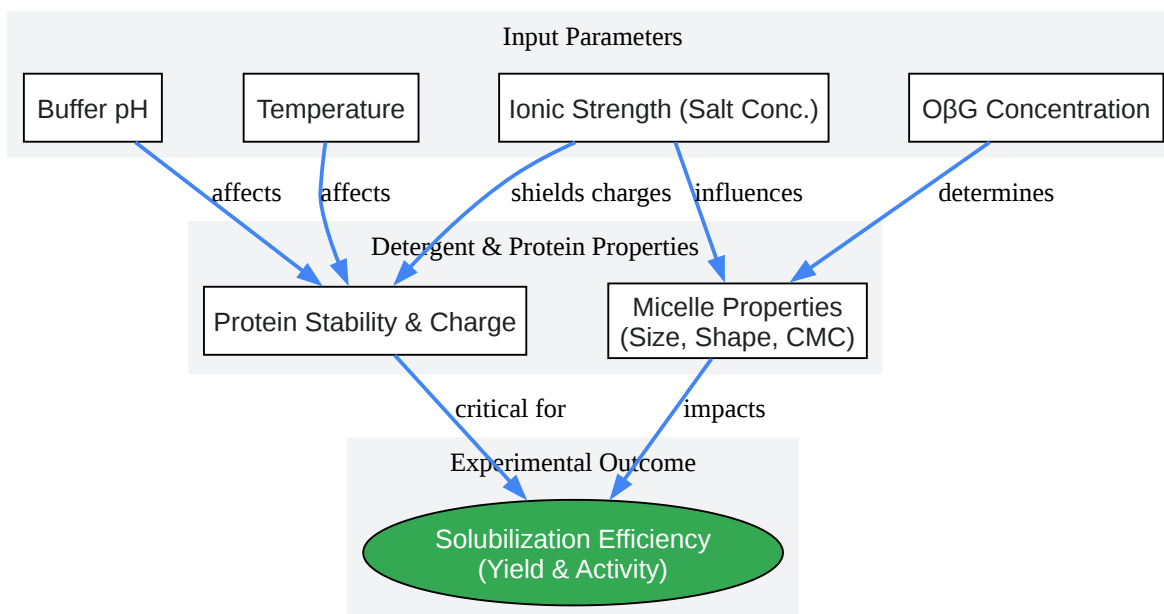 Input Parameters
Buffer pH
Temperature
Ionic Strength (Salt Conc.)
OβG Concentration
affects
affects
shields charges
influences
determines
Detergent & Protein Properties
Protein Stability & Charge
Micelle Properties
(Size, Shape, CMC)
critical for
impacts
Experimental Outcome
Solubilization Efficiency
(Yield & Activity)